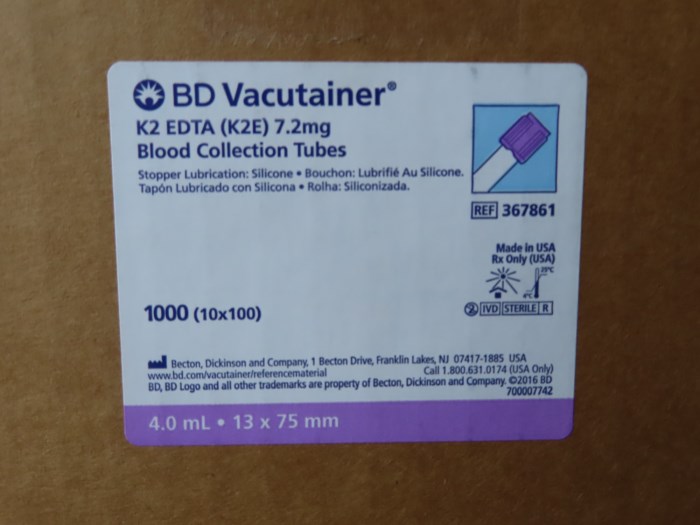 BD Vacutainer®
K2 EDTA (K2E) 7.2mg
Blood Collection Tubes
Stopper Lubrication: Silicone • Bouchon: Lubrifié Au Silicone.
Tapón Lubricado con Silicona • Rolha: Siliconizada.
REF 367861
Made in USA
Rx Only (USA)
25°C
4°C
1000 (10x100)
2 IVD STERILE R
Becton, Dickinson and Company, 1 Becton Drive, Franklin Lakes, NJ 07417-1885 USA
www.bd.com/vacutainer/referencematerial Call 1.800.631.0174 (USA Only)
BD, BD Logo and all other trademarks are property of Becton, Dickinson and Company. ©2016 BD
700007742
4.0 mL • 13 x 75 mm